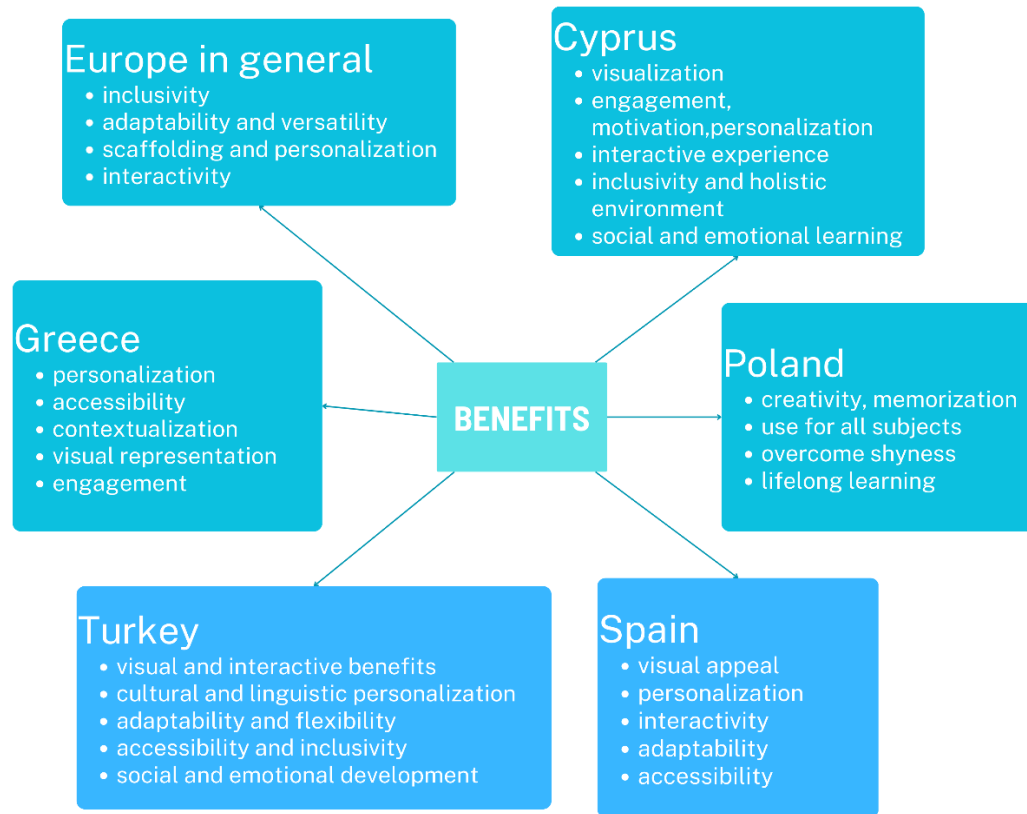 Europe in general
• inclusivity
• adaptability and versatility
• scaffolding and personalization
• interactivity
Cyprus
• visualization
• engagement,
motivation,personalization
• interactive experience
• inclusivity and holistic
environment
• social and emotional learning
Greece
• personalization
• accessibility
• contextualization
• visual representation
• engagement
BENEFITS
Poland
• creativity, memorization
• use for all subjects
• overcome shyness
• lifelong learning
Turkey
• visual and interactive benefits
• cultural and linguistic personalization
• adaptability and flexibility
• accessibility and inclusivity
• social and emotional development
Spain
• visual appeal
• personalization
• interactivity
• adaptability
• accessibility